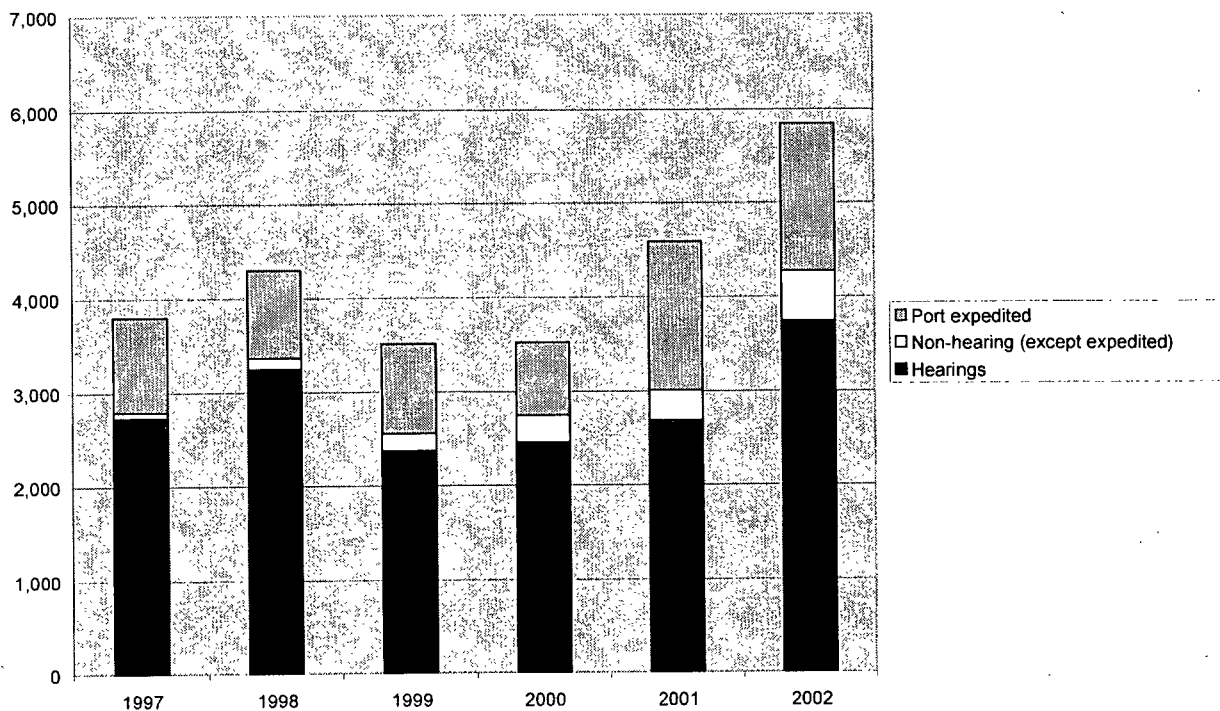 7,000
6,000
5,000
4,000
3,000
2,000
1,000
0
1997 1998 1999 2000 2001 2002
Port expedited
Non-hearing (except expedited)
Hearings